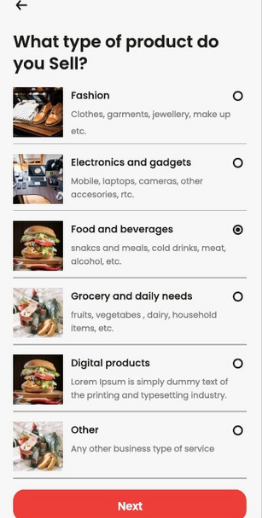 What type of product do
you Sell?
Fashion
Clothes, garments, jewellery, make up
etc.
Electronics and gadgets
Mobile, laptops, cameras, other
accesories, rtc.
Food and beverages
snakcs and meals, cold drinks, meat,
alcohol, etc.
Grocery and daily needs
fruits, vegetabes , dairy, household
items, etc.
Digital products
Lorem Ipsum is simply dummy text of
the printing and typesetting industry.
Other
Any other business type of service
Next